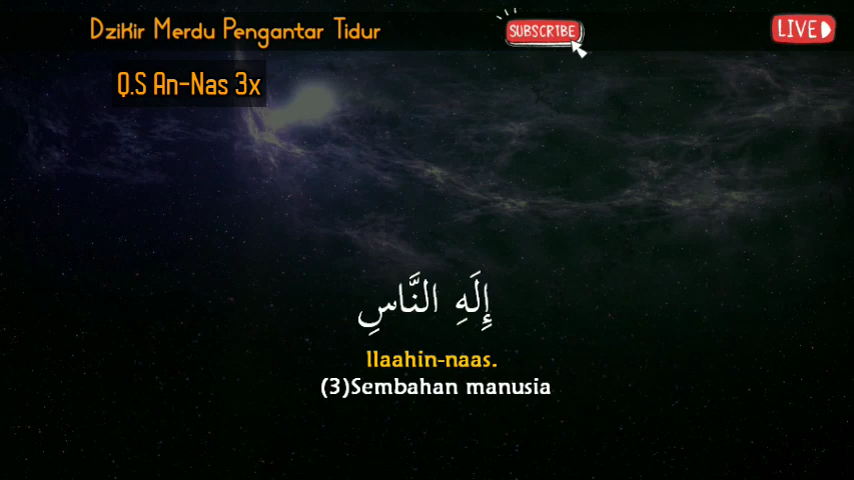 Dzikir Merdu Pengantar Tidur
SUBSCRIBE
LIVE
Q.S An-Nas 3x
إِلَهِ النَّاسِ
Ilaahin-naas.
(3)Sembahan manusia